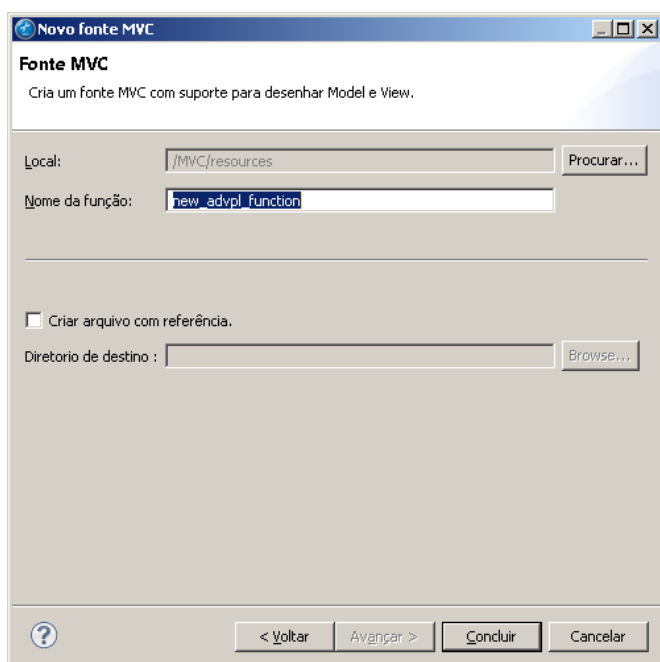 Novo fonte MVC
Fonte MVC
Cria um fonte MVC com suporte para desenhar Model e View.
Local: /MVC/resources Procurar...
Nome da função: new_advpl_function
Criar arquivo com referência.
Diretorio de destino : Browse...
? < Voltar Avançar > Concluir Cancelar